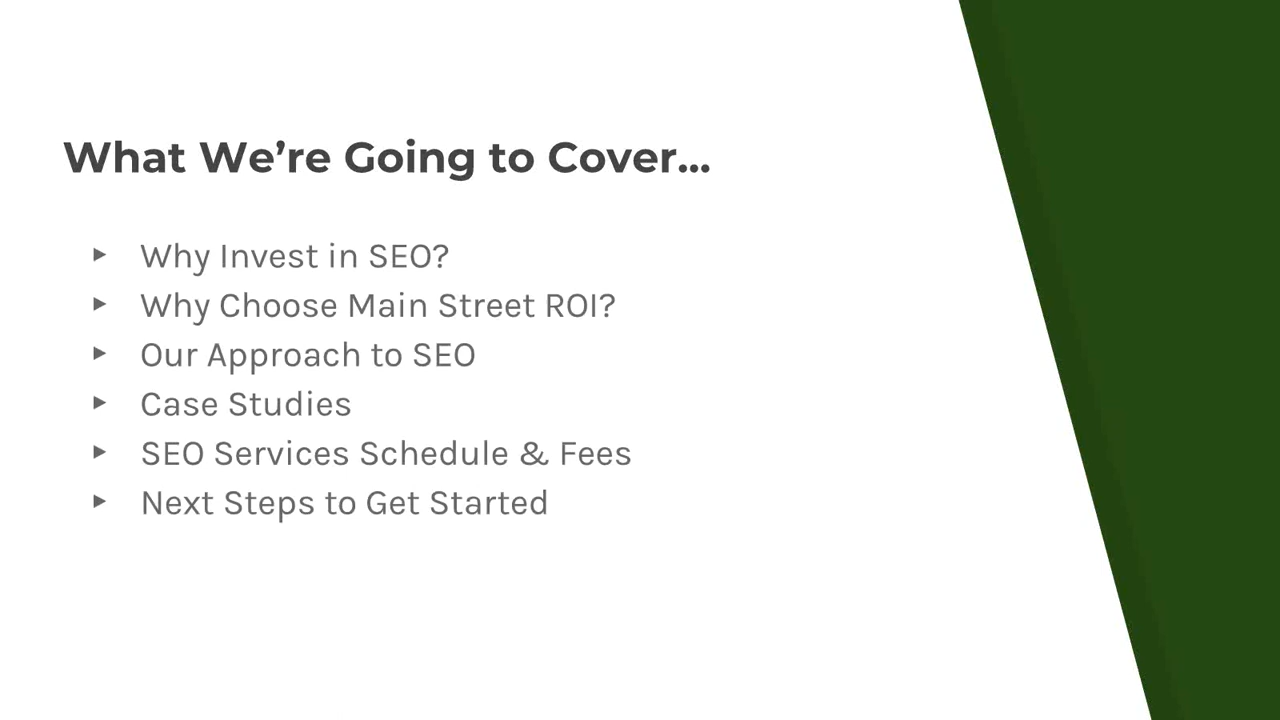 What We’re Going to Cover...
▸ Why Invest in SEO?
▸ Why Choose Main Street ROI?
▸ Our Approach to SEO
▸ Case Studies
▸ SEO Services Schedule & Fees
▸ Next Steps to Get Started